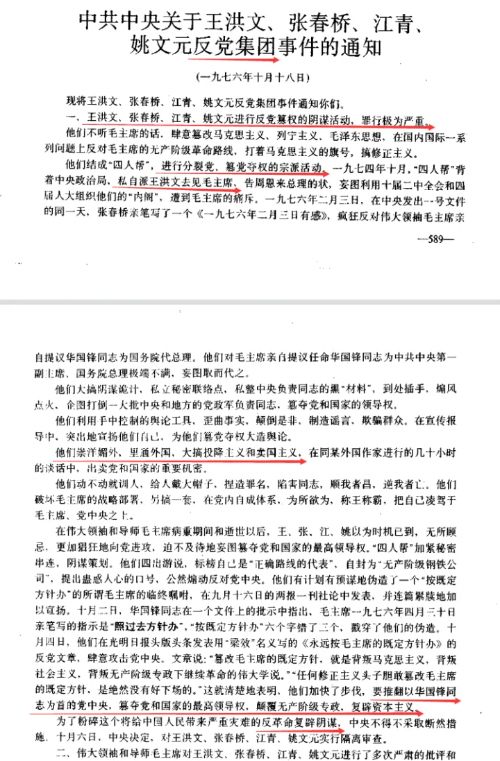 中共中央关于王洪文、张春桥、江青、
姚文元反党集团事件的通知
(一九七六年十月十八日)
现将王洪文、张春桥、江青、姚文元反党集团事件通知你们。
一、王洪文、张春桥、江青、姚文元进行反党篡权的阴谋活动，罪行极为严重。
他们不听毛主席的话，肆意篡改马克思主义、列宁主义、毛泽东思想，在国内国际一系
列问题上反对毛主席的无产阶级革命路线，打着马克思主义的旗号，搞修正主义。
他们结成“四人帮”，进行分裂党、篡党夺权的宗派活动。一九七四年十月，“四人帮”背
着中央政治局，私自派王洪文去见毛主席，告周恩来总理的状，妄图利用十届二中全会和四
届人大组织他们的“内阁”，遭到毛主席的痛斥。一九七六年二月三日，在中央发出一号文件
的同一天，张春桥亲笔写了一个《一九七六年二月三日有感》，疯狂反对伟大领袖毛主席亲
—589—
自提议华国锋同志为国务院代总理。他们对毛主席亲自提议任命华国锋同志为中共中央第一
副主席、国务院总理极端不满，妄图取而代之。
他们大搞阴谋诡计，私立秘密联络点，私整中央负责同志的黑“材料”，到处插手，煽风
点火，企图打倒一大批中央和地方的党政军负责同志，篡夺党和国家的领导权。
他们利用手中控制的舆论工具，歪曲事实，颠倒是非，制造谣言，欺骗群众。在宣传报
导中，突出地宣扬他们自己，为他们篡党夺权大造舆论。
他们崇洋媚外，里通外国，大搞投降主义和卖国主义，在同某外国作家进行的几十小时
的谈话中，出卖党和国家的重要机密。
他们动不动就训人，给人戴大帽子，捏造罪名，陷害同志，顺我者昌，逆我者亡。他们
破坏毛主席的战略部署，另搞一套，在党内自成体系，为所欲为，称王称霸，把自己凌驾于
毛主席、党中央之上。
在伟大领袖和导师毛主席病重期间和逝世以后，王、张、江、姚以为时机已到，无所顾
忌，更加猖狂地向党进攻，迫不及待地妄图篡夺党和国家的最高领导权。“四人帮”加紧秘密
串连，阴谋策划。他们四出游说，标榜自己是“正确路线的代表”、自封为“无产阶级钢铁公
司”，提出蛊惑人心的口号，公然煽动反对党中央。他们有计划有预谋地伪造了一个“按既定
方针办”的所谓毛主席的临终嘱咐，在九月十六日的两报一刊社论中发表，并连篇累牍地加
以宣扬。十月二日，华国锋同志在一个文件上的批示中指出，毛主席一九七六年四月三十日
亲笔写的指示是“照过去方针办”，“按既定方针办”六个字错了三个，戳穿了他们的伪造。十
月四日，他们在光明日报头版头条发表用“梁效”名义写的《永远按毛主席的既定方针办》的
反党文章，肆意攻击党中央。文章说：“篡改毛主席的既定方针，就是背叛马克思主义，背叛
社会主义，背叛无产阶级专政下继续革命的伟大学说。”“任何修正主义头子胆敢篡改毛主席
的既定方针，是绝然没有好下场的。”这就清楚地表明，他们加快了步伐，要推翻以华国锋同
志为首的党中央，篡夺党和国家的最高领导权，颠覆无产阶级专政，复辟资本主义。
为了粉碎这个将给中国人民带来严重灾难的反革命复辟阴谋，中央不得不采取断然措
施。十月六日，中央决定，对王洪文、张春桥、江青、姚文元实行隔离审查。
二、伟大领袖和导师毛主席对王洪文、张春桥、江青、姚文元进行了多次严肃的批评和